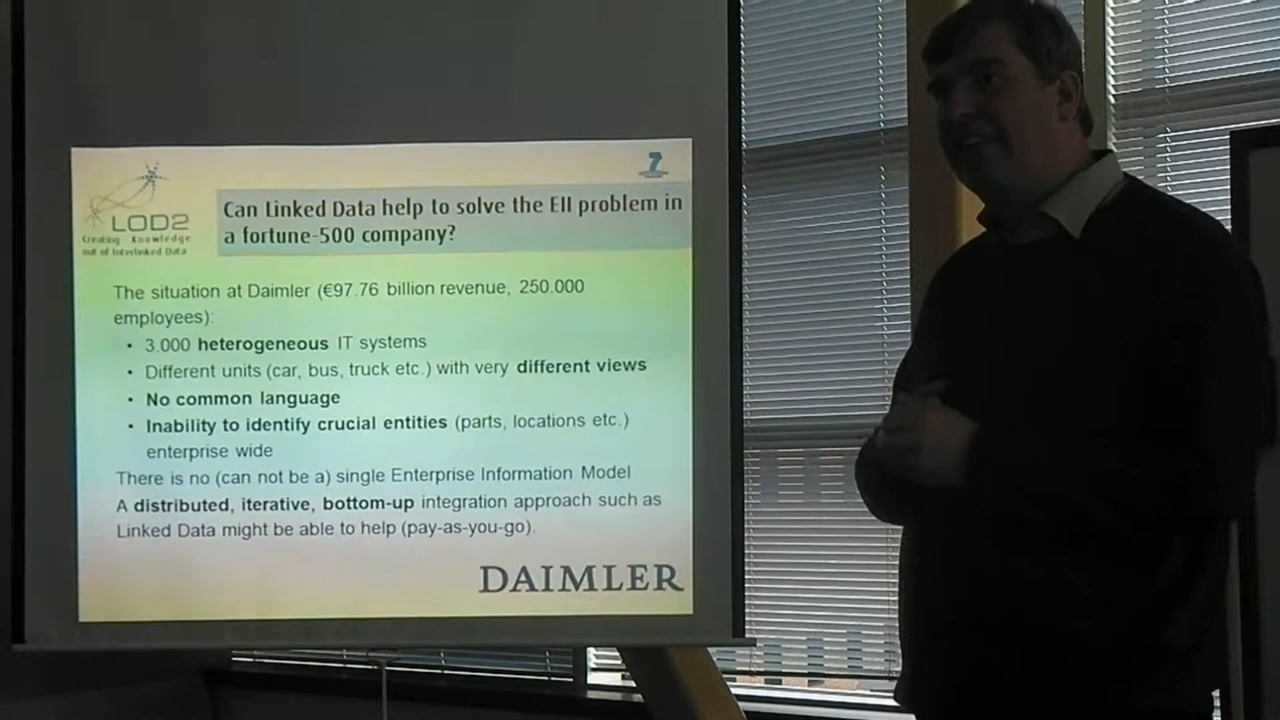 LOD2
Creating Knowledge
out of Interlinked Data
Can Linked Data help to solve the EII problem in
a fortune-500 company?
The situation at Daimler (€97.76 billion revenue, 250.000
employees):
• 3.000 heterogeneous IT systems
• Different units (car, bus, truck etc.) with very different views
• No common language
• Inability to identify crucial entities (parts, locations etc.)
enterprise wide
There is no (can not be a) single Enterprise Information Model
A distributed, iterative, bottom-up integration approach such as
Linked Data might be able to help (pay-as-you-go).
DAIMLER